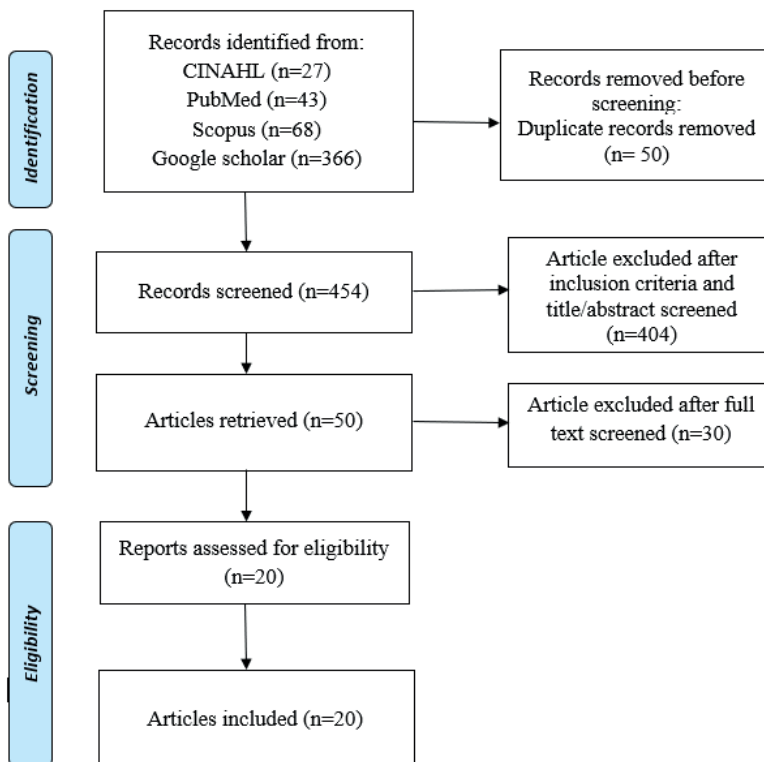 Identification
Records identified from:
CINAHL (n=27)
PubMed (n=43)
Scopus (n=68)
Google scholar (n=366)
Records removed before
screening:
Duplicate records removed
(n= 50)
Screening
Records screened (n=454)
Article excluded after
inclusion criteria and
title/abstract screened
(n=404)
Articles retrieved (n=50)
Article excluded after full
text screened (n=30)
Eligibility
Reports assessed for eligibility
(n=20)
Articles included (n=20)